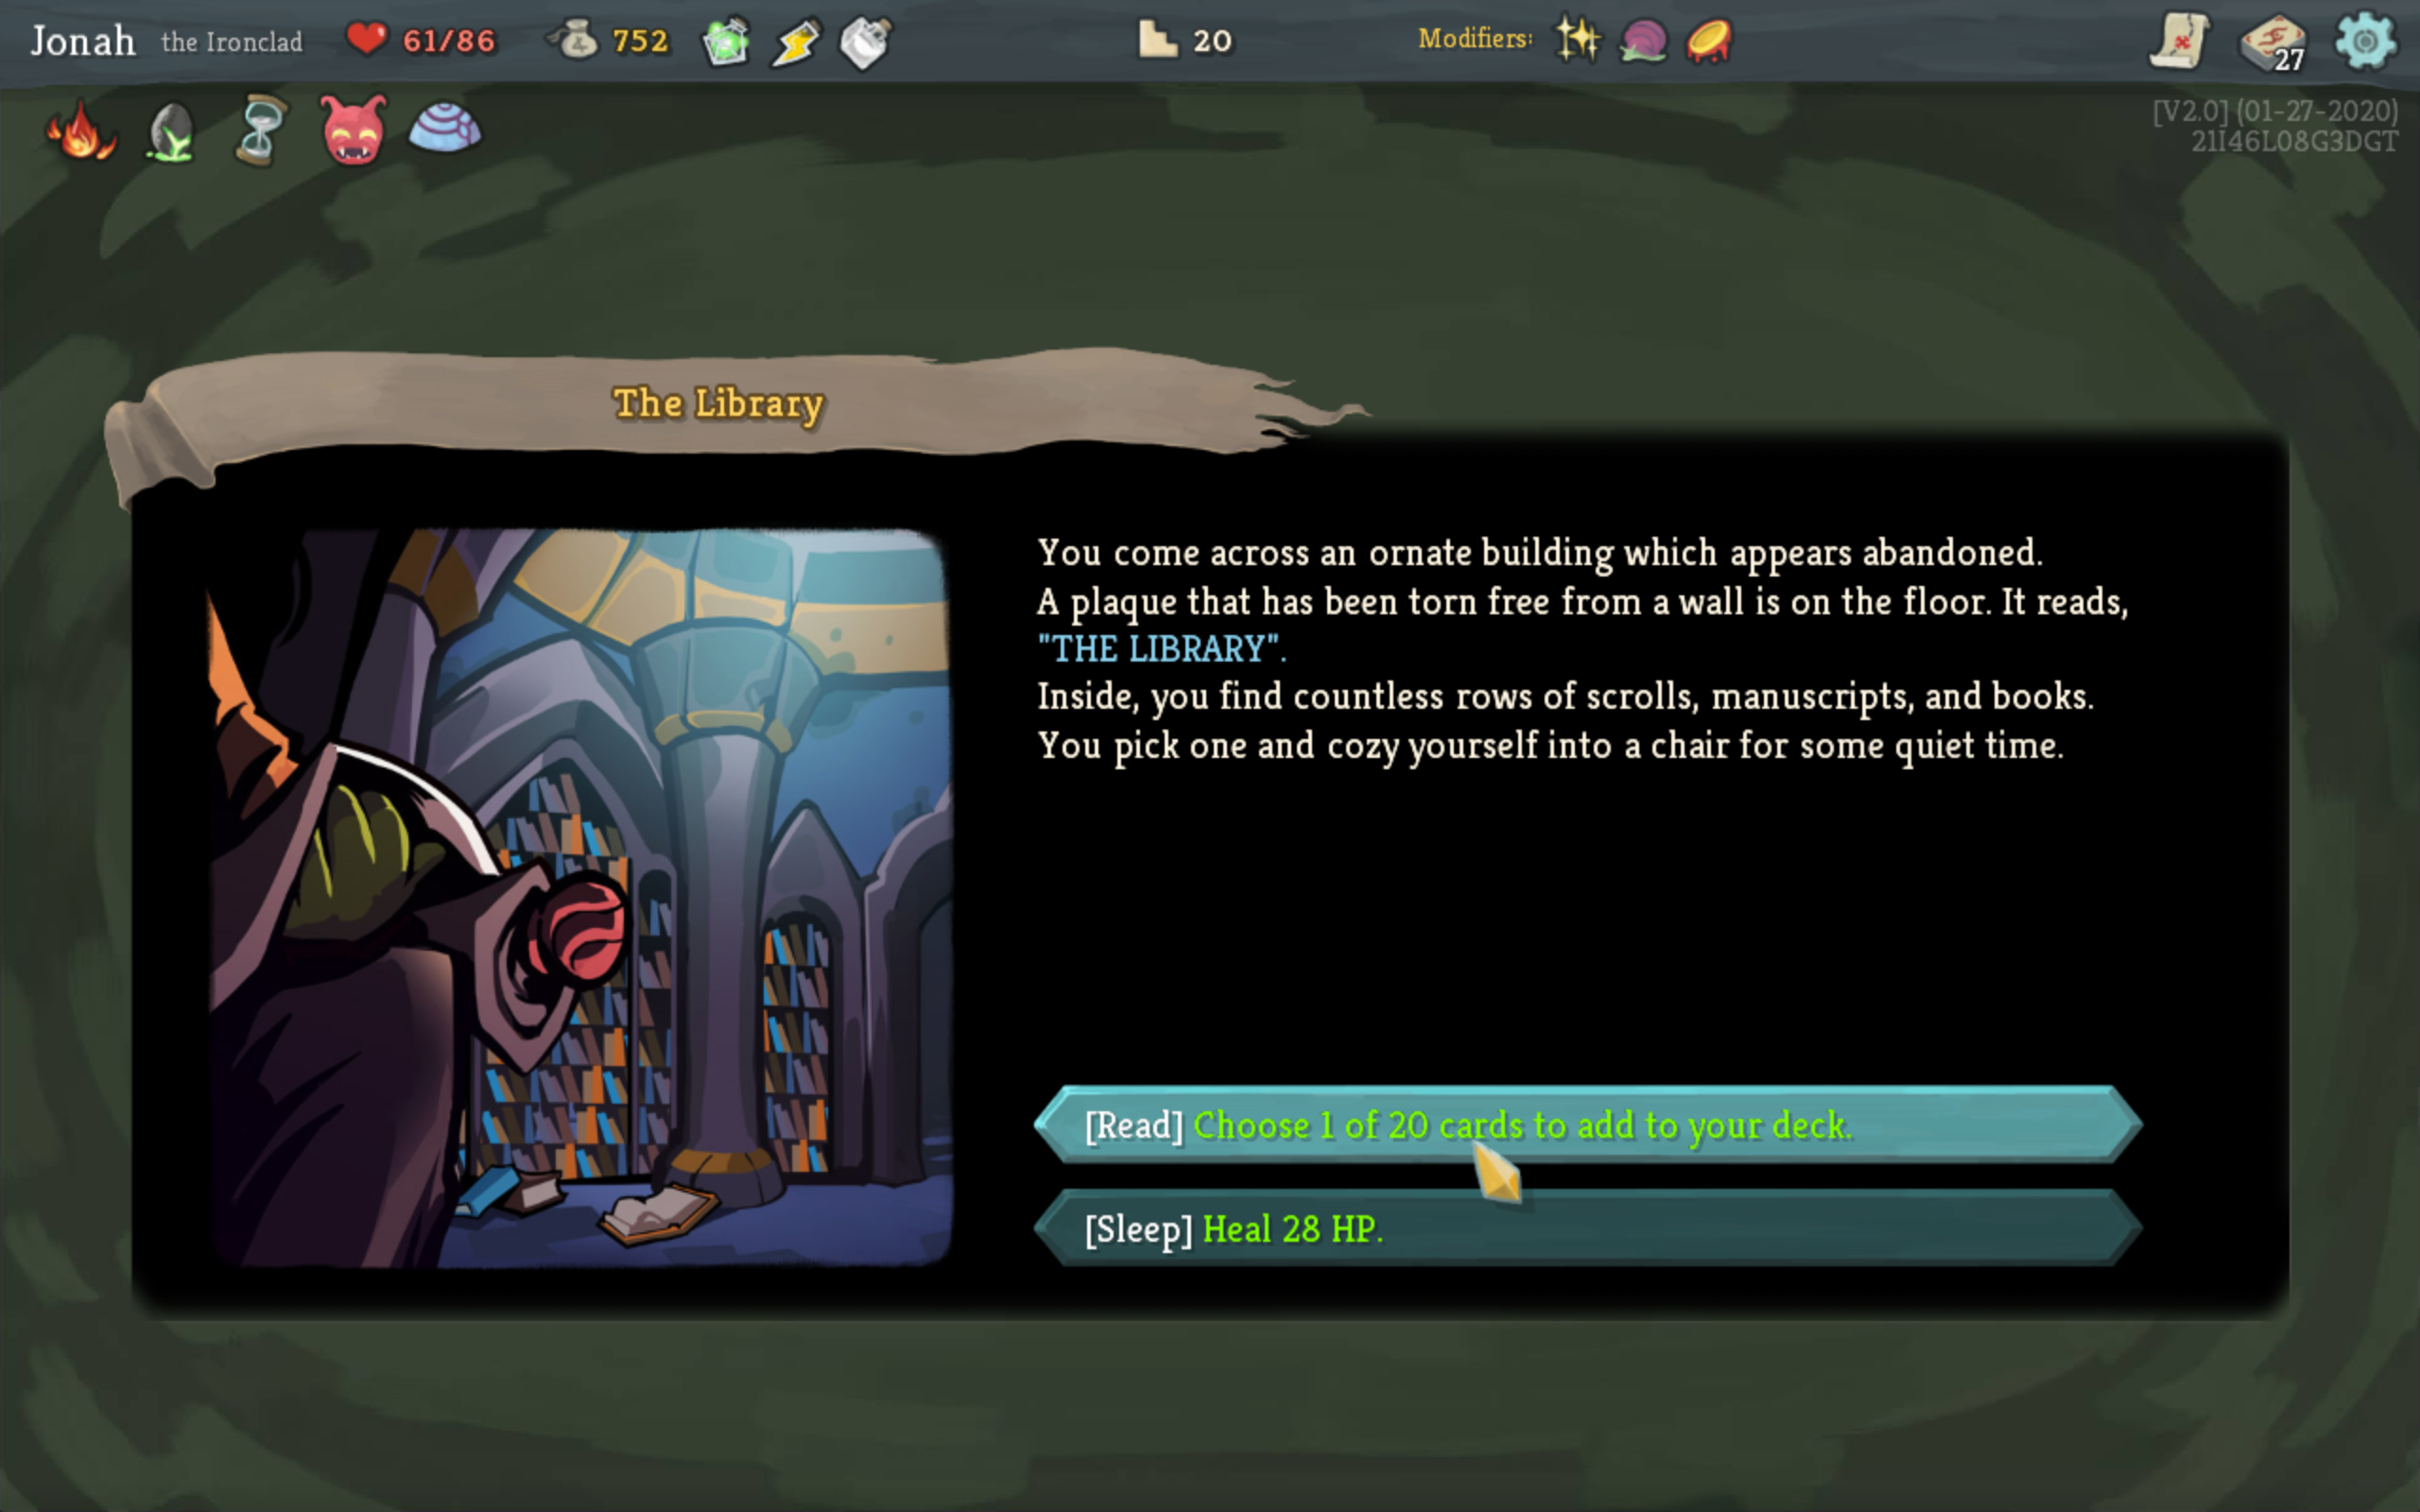 Jonah the Ironclad 61/86 752 20 Modifiers: 27
[V2.0] (01-27-2020)
21I46L08G3DGT
The Library
You come across an ornate building which appears abandoned.
A plaque that has been torn free from a wall is on the floor. It reads,
"THE LIBRARY".
Inside, you find countless rows of scrolls, manuscripts, and books.
You pick one and cozy yourself into a chair for some quiet time.
[Read] Choose 1 of 20 cards to add to your deck.
[Sleep] Heal 28 HP.